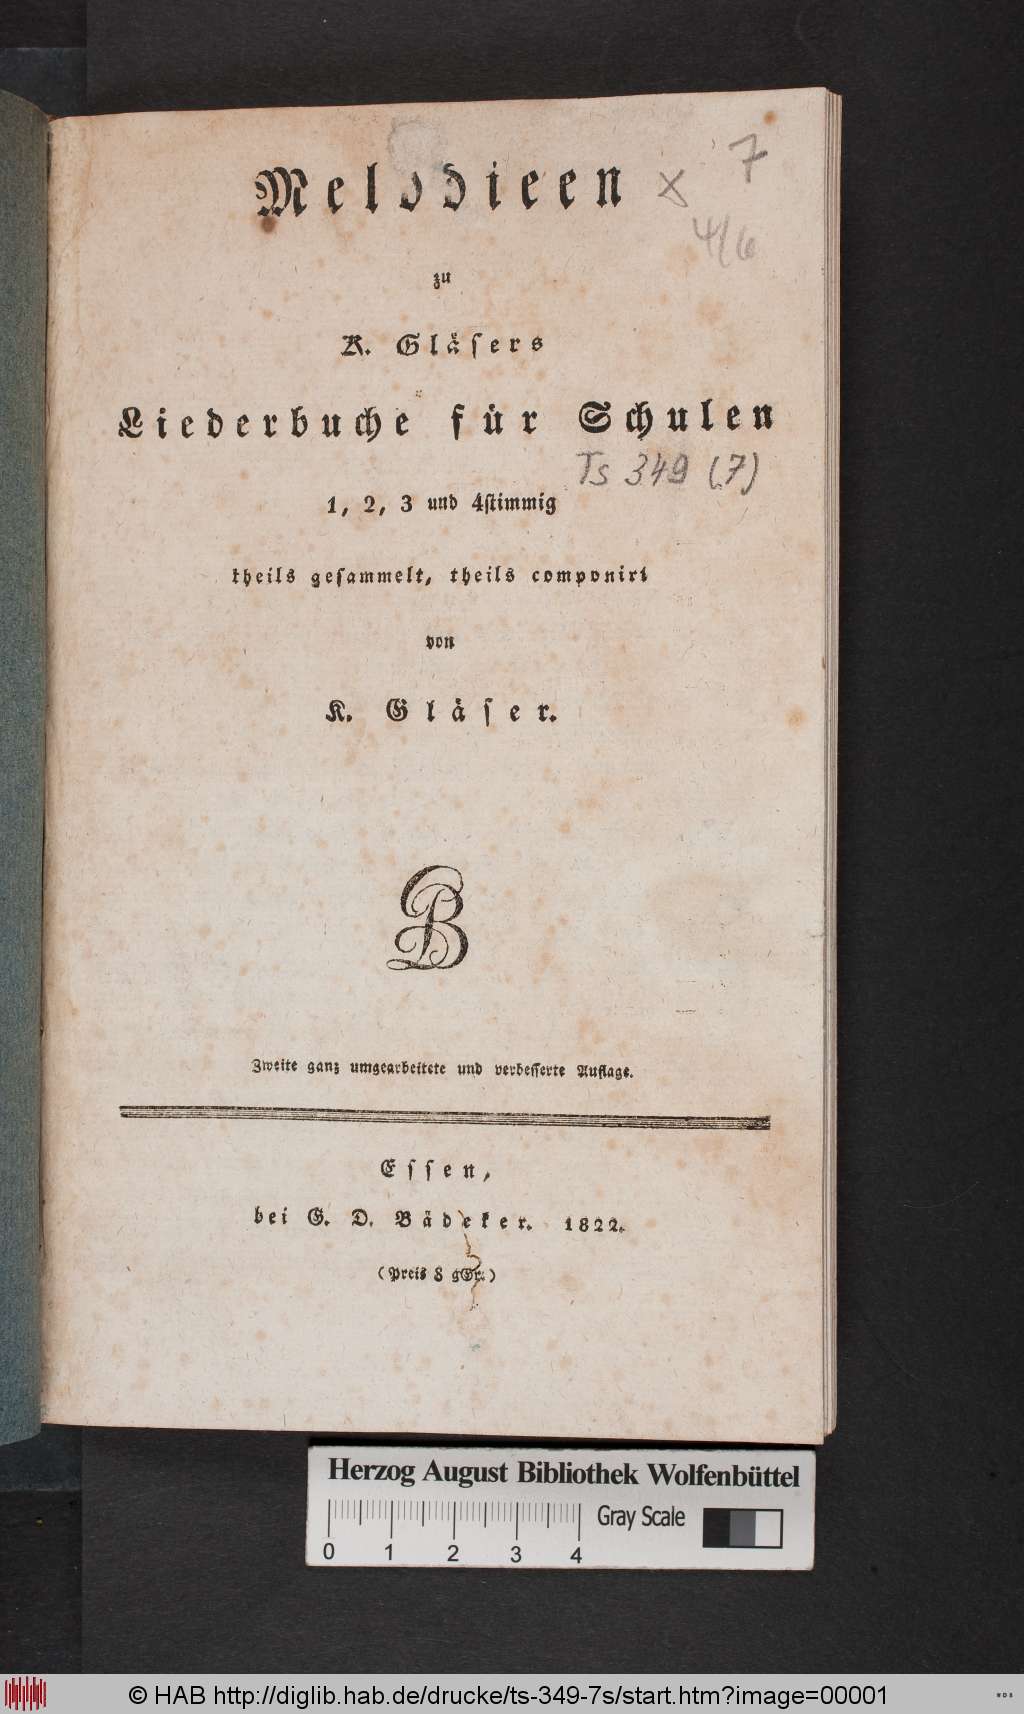 Melodieen
7
x
4/6
zu
K. Gläsers
Liederbuche für Schulen
Ts 349 (7)
1, 2, 3 und 4stimmig
theils gesammelt, theils componirt
von
K. Gläser.
B
Zweite ganz umgearbeitete und verbesserte Auflage.
Essen,
bei G. D. Bädeker. 1822.
(Preis 8 gGr.)
Herzog August Bibliothek Wolfenbüttel
Gray Scale
0 1 2 3 4
© HAB http://diglib.hab.de/drucke/ts-349-7s/start.htm?image=00001